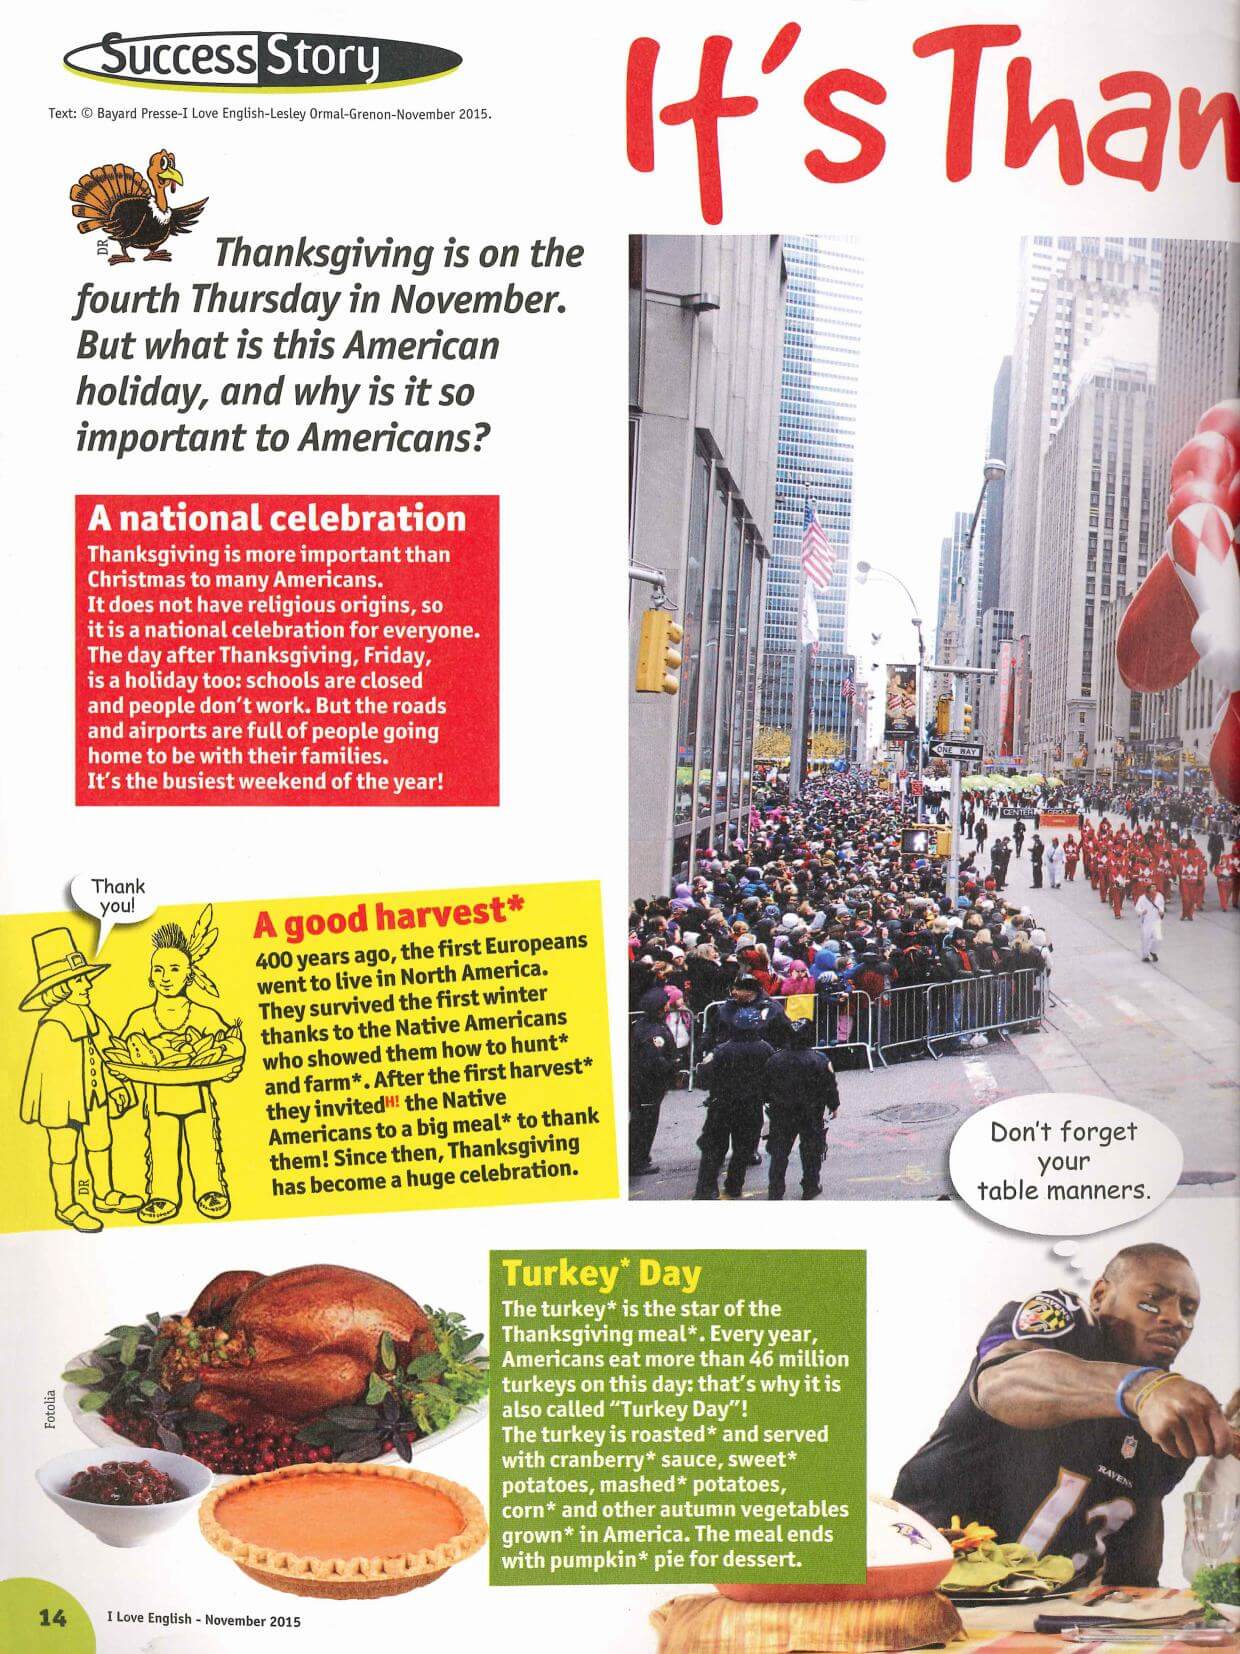 Success Story
Text: © Bayard Presse-I Love English-Lesley Ormal-Grenon-November 2015.
It's Than
DR
Thanksgiving is on the
fourth Thursday in November.
But what is this American
holiday, and why is it so
important to Americans?
A national celebration
Thanksgiving is more important than
Christmas to many Americans.
It does not have religious origins, so
it is a national celebration for everyone.
The day after Thanksgiving, Friday,
is a holiday too: schools are closed
and people don't work. But the roads
and airports are full of people going
home to be with their families.
It's the busiest weekend of the year!
ONE WAY
CENTER
Thank
you!
A good harvest*
400 years ago, the first Europeans
went to live in North America.
They survived the first winter
thanks to the Native Americans
who showed them how to hunt*
and farm*. After the first harvest*
they invitedH! the Native
Americans to a big meal* to thank
them! Since then, Thanksgiving
has become a huge celebration.
DR
Don't forget
your
table manners.
Turkey* Day
The turkey* is the star of the
Thanksgiving meal*. Every year,
Americans eat more than 46 million
turkeys on this day: that's why it is
also called "Turkey Day"!
The turkey is roasted* and served
with cranberry* sauce, sweet*
potatoes, mashed* potatoes,
corn* and other autumn vegetables
grown* in America. The meal ends
with pumpkin* pie for dessert.
Fotolia
RAVENS
RAVENS
13
14
I Love English - November 2015